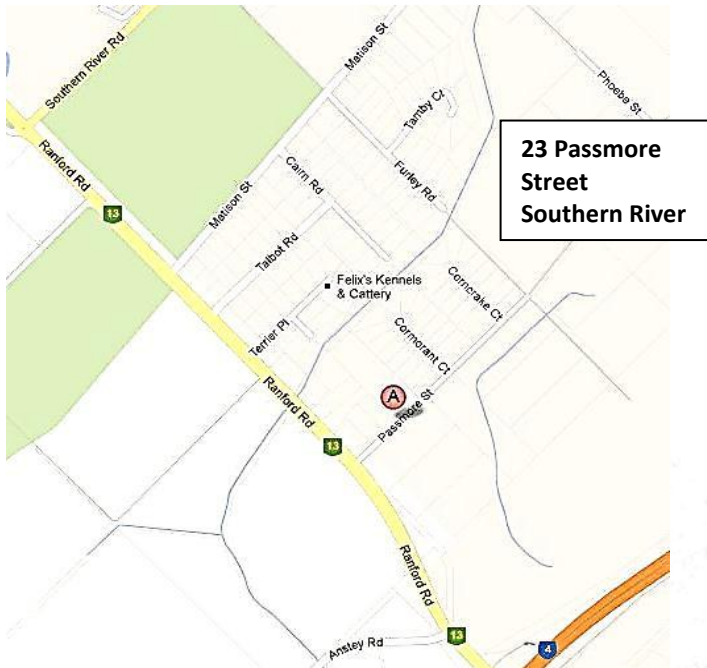 Southern River Rd
Matison St
Phoebe St
Tamby Ct
Ranford Rd
23 Passmore
Street
Southern River
Cairn Rd
Furley Rd
13
Matison St
Talbot Rd
Felix's Kennels
& Cattery
Corncrake Ct
Terrier Pl
Cormorant Ct
Ranford Rd
A
Passmore St
13
Ranford Rd
13
Anstey Rd
4